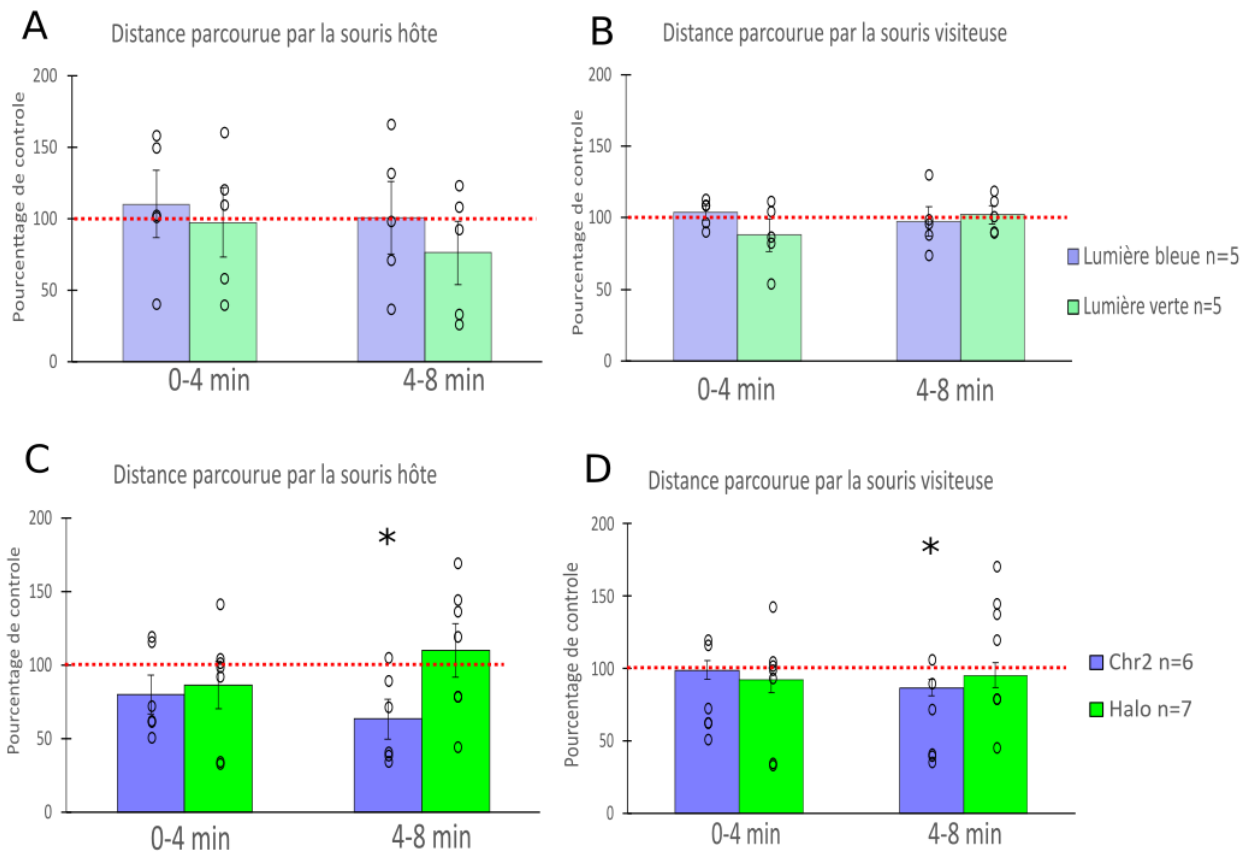 A
Distance parcourue par la souris hôte
Pourcenttage de controle
200
150
100
50
0
0-4 min
4-8 min
B
Distance parcourue par la souris visiteuse
Pourcentage de controle
200
150
100
50
0
0-4 min
4-8 min
Lumière bleue n=5
Lumière verte n=5
C
Distance parcourue par la souris hôte
Pourcentage de controle
200
150
100
50
0
*
0-4 min
4-8 min
D
Distance parcourue par la souris visiteuse
Pourcentage de controle
200
150
100
50
0
*
0-4 min
4-8 min
Chr2 n=6
Halo n=7